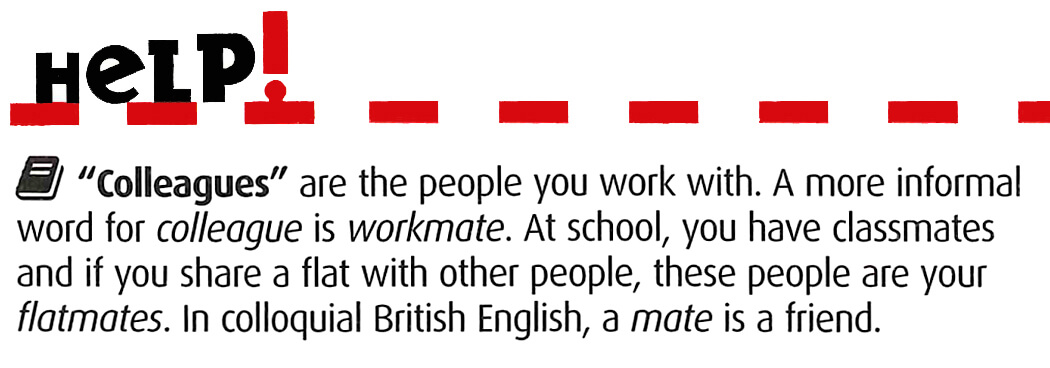 HeLP!
"Colleagues" are the people you work with. A more informal
word for colleague is workmate. At school, you have classmates
and if you share a flat with other people, these people are your
flatmates. In colloquial British English, a mate is a friend.